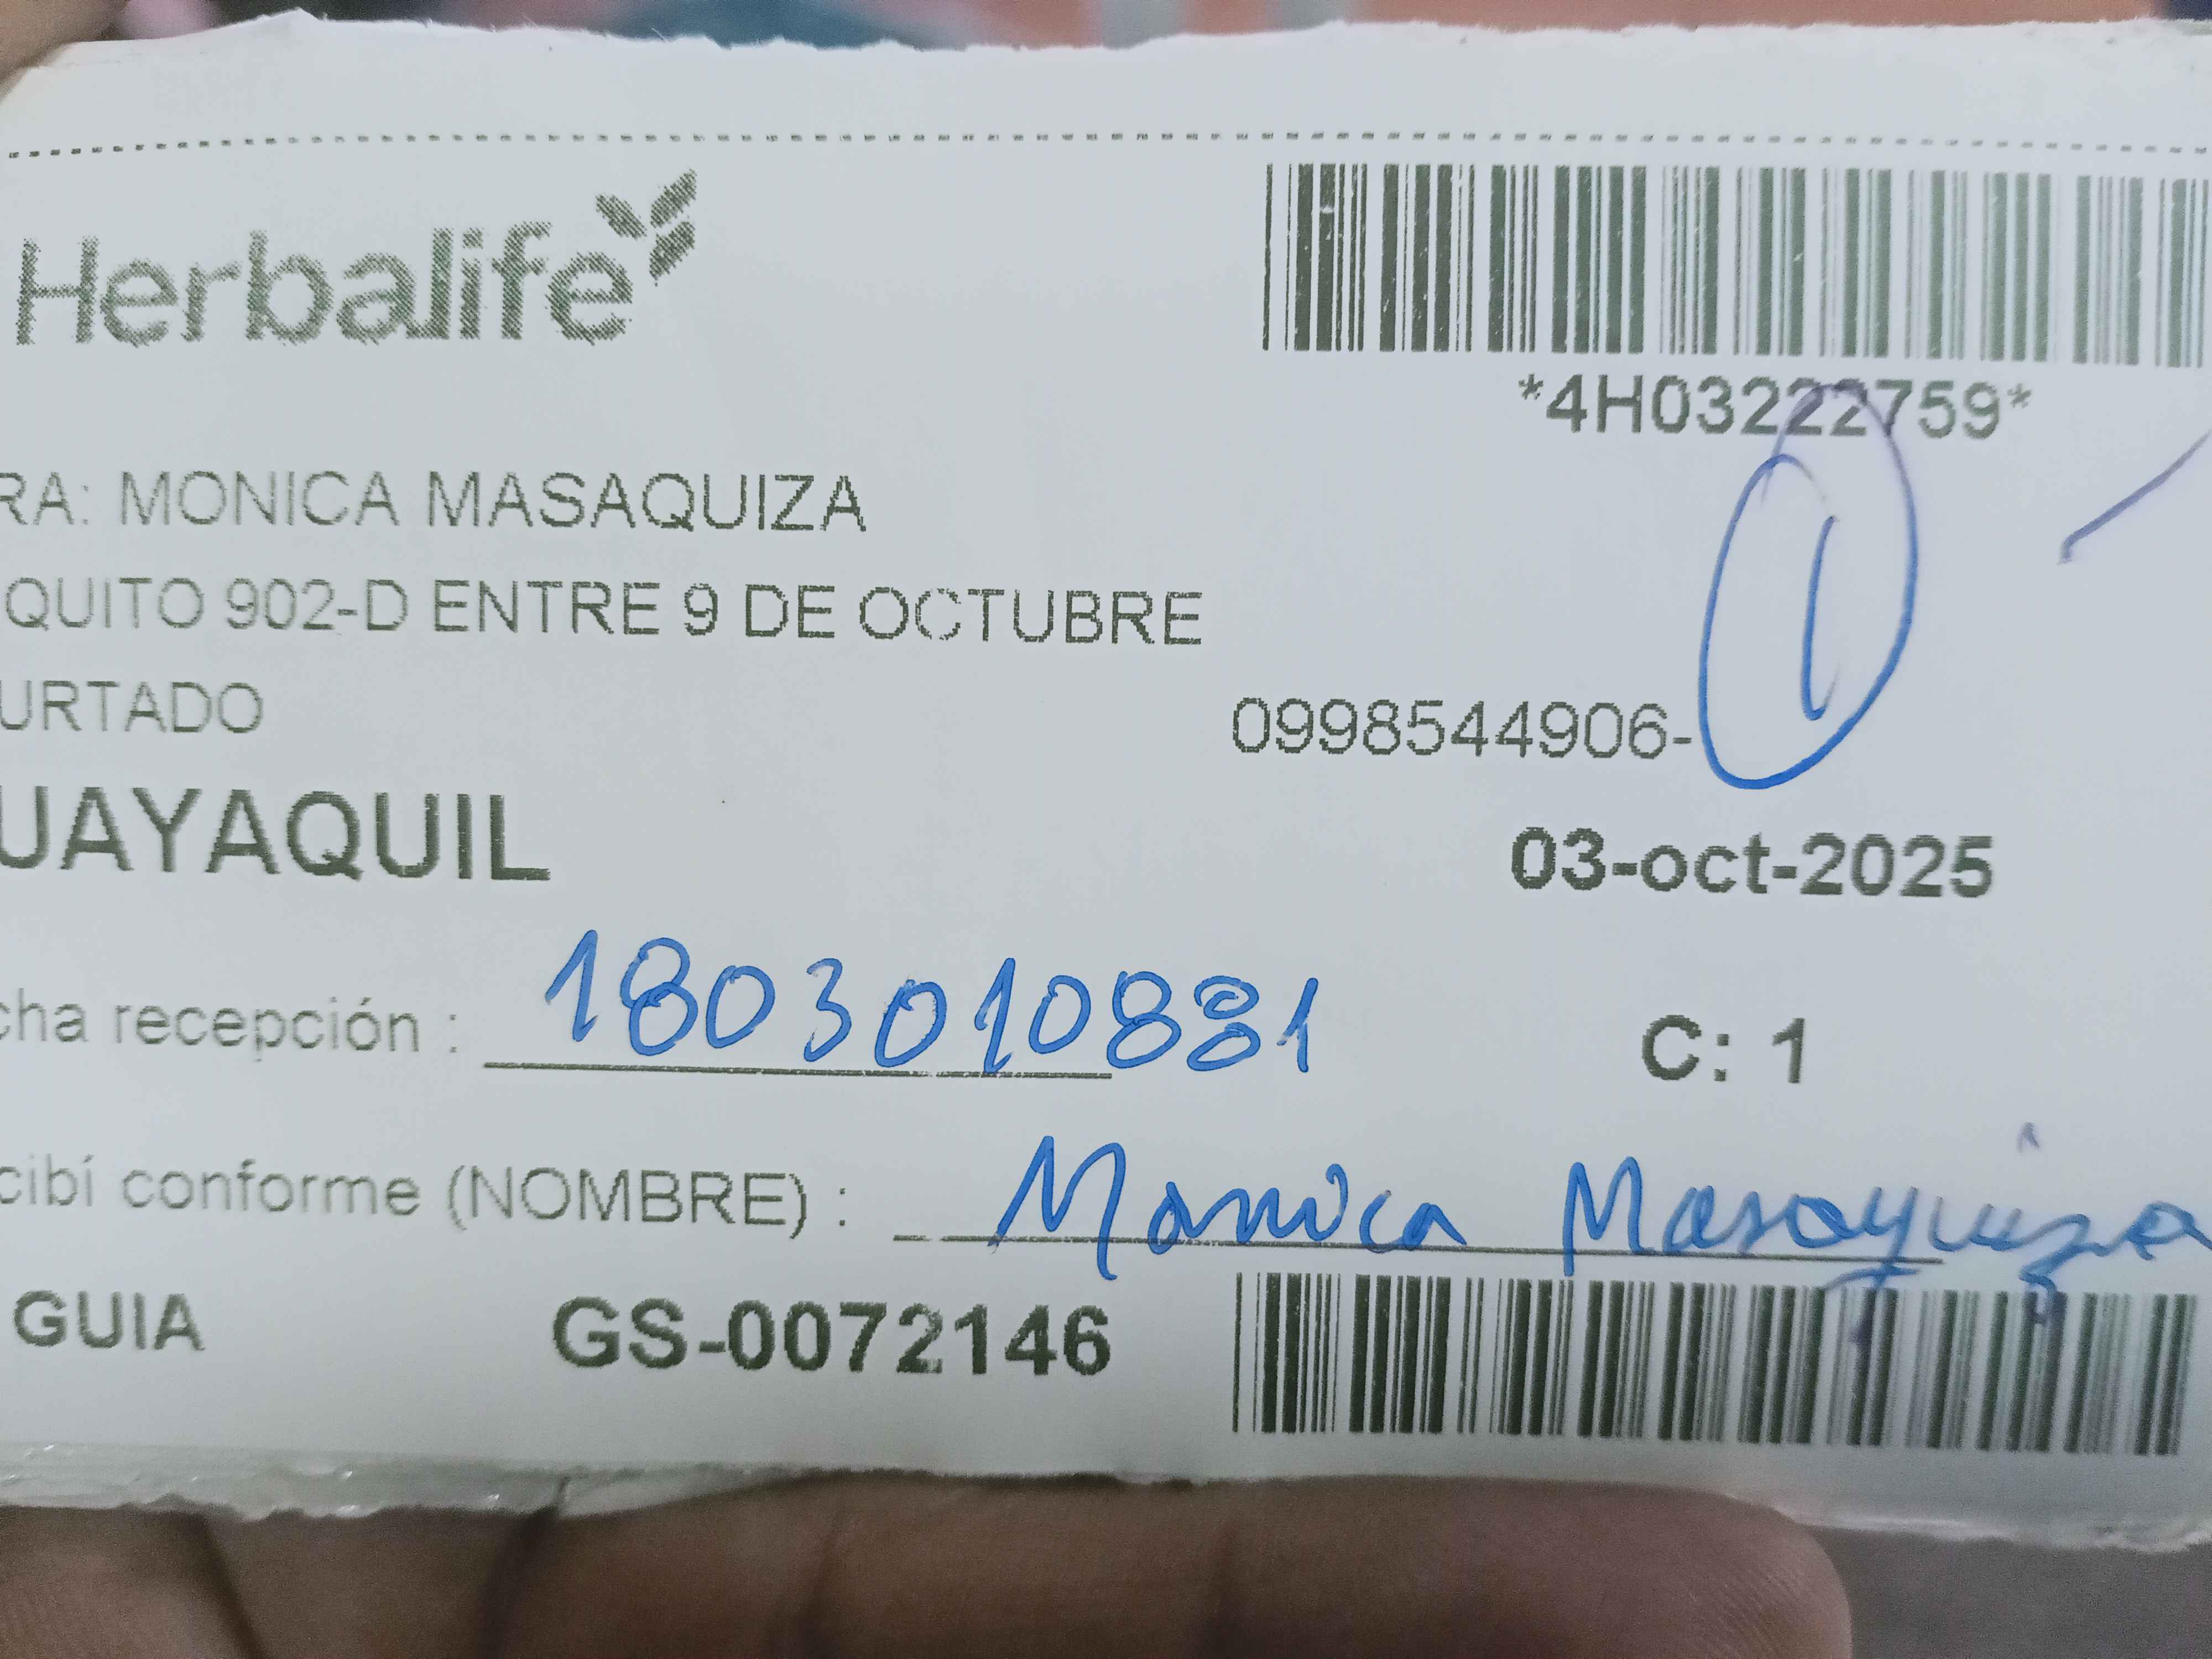 Herbalife
*4H03222759*
RA: MONICA MASAQUIZA
QUITO 902-D ENTRE 9 DE OCTUBRE
URTADO
0998544906-
1
UAYAQUIL
03-oct-2025
cha recepción : 1803010881
C: 1
cibí conforme (NOMBRE) : Monica Masaquiza
GUIA GS-0072146